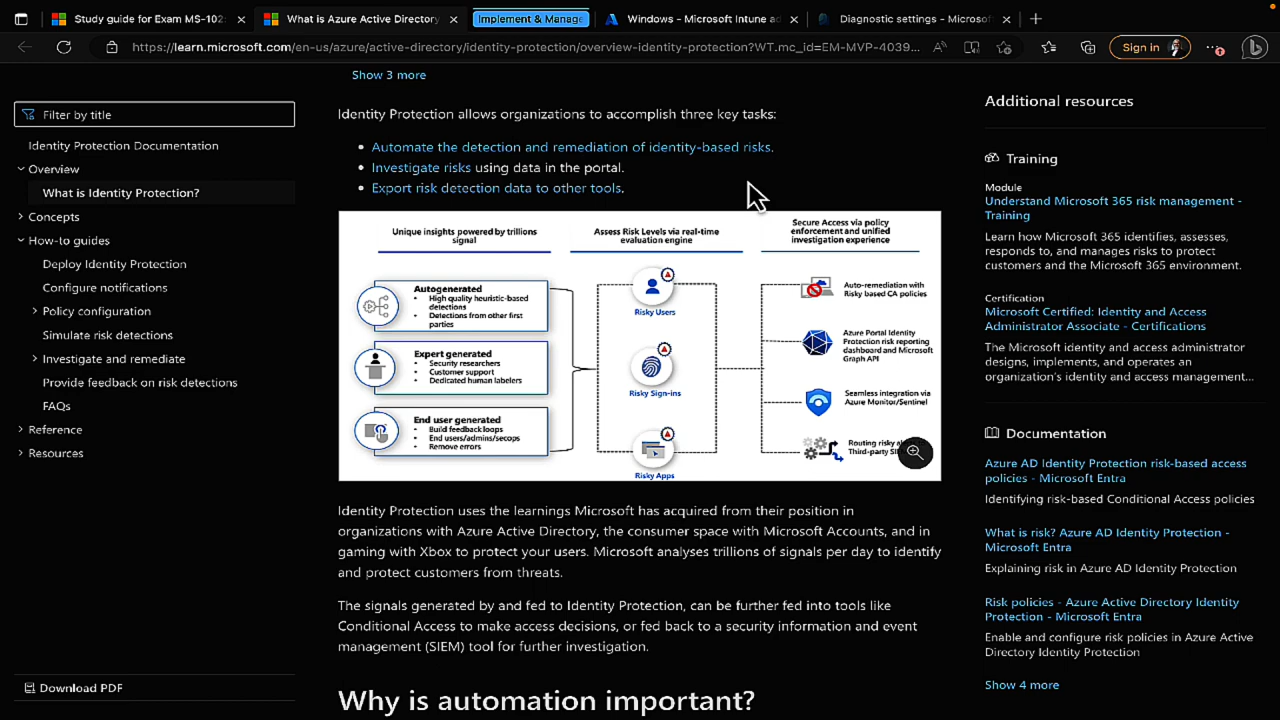 Study guide for Exam MS-102:
What is Azure Active Directory
Implement & Manage
Windows - Microsoft Intune ad
Diagnostic settings - Microsof
https://learn.microsoft.com/en-us/azure/active-directory/identity-protection/overview-identity-protection?WT.mc_id=EM-MVP-4039...
Sign in
Show 3 more
Filter by title
Identity Protection Documentation
Overview
What is Identity Protection?
Concepts
How-to guides
Deploy Identity Protection
Configure notifications
Policy configuration
Simulate risk detections
Investigate and remediate
Provide feedback on risk detections
FAQs
Reference
Resources
Download PDF
Identity Protection allows organizations to accomplish three key tasks:
• Automate the detection and remediation of identity-based risks.
• Investigate risks using data in the portal.
• Export risk detection data to other tools.
Unique insights powered by trillions
signal
Autogenerated
• High quality heuristic-based
detections
• Detections from other first
parties
Expert generated
• Security researchers
• Customer support
• Dedicated human labelers
End user generated
• Build feedback loops
• End users/admins/secops
• Remove errors
Assess Risk Levels via real-time
evaluation engine
Risky Users
Risky Sign-ins
Risky Apps
Secure Access via policy
enforcement and unified
investigation experience
Auto-remediation with
Risky based CA policies
Azure Portal Identity
Protection risk reporting
dashboard and Microsoft
Graph API
Seamless integration via
Azure Monitor/Sentinel
Routing risky
Third-party
Identity Protection uses the learnings Microsoft has acquired from their position in
organizations with Azure Active Directory, the consumer space with Microsoft Accounts, and in
gaming with Xbox to protect your users. Microsoft analyses trillions of signals per day to identify
and protect customers from threats.
The signals generated by and fed to Identity Protection, can be further fed into tools like
Conditional Access to make access decisions, or fed back to a security information and event
management (SIEM) tool for further investigation.
Why is automation important?
Additional resources
Training
Module
Understand Microsoft 365 risk management -
Training
Learn how Microsoft 365 identifies, assesses,
responds to, and manages risks to protect
customers and the Microsoft 365 environment.
Certification
Microsoft Certified: Identity and Access
Administrator Associate - Certifications
The Microsoft identity and access administrator
designs, implements, and operates an
organization's identity and access management...
Documentation
Azure AD Identity Protection risk-based access
policies - Microsoft Entra
Identifying risk-based Conditional Access policies
What is risk? Azure AD Identity Protection -
Microsoft Entra
Explaining risk in Azure AD Identity Protection
Risk policies - Azure Active Directory Identity
Protection - Microsoft Entra
Enable and configure risk policies in Azure Active
Directory Identity Protection
Show 4 more